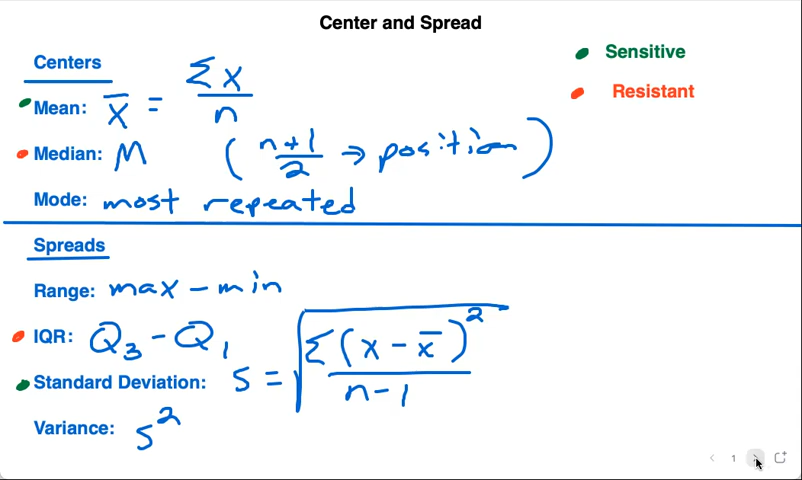 Center and Spread
Sensitive
Resistant
Centers
Mean: x̄ = Σx / n
Median: M ( n+1 / 2 → position )
Mode: most repeated
Spreads
Range: max - min
IQR: Q₃ - Q₁
Standard Deviation: s = √( Σ(x - x̄)² / n-1 )
Variance: s²
1